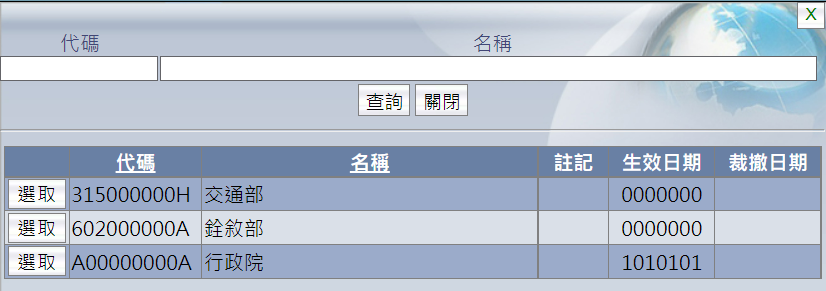 X
代碼 名稱
查詢 關閉
代碼 名稱 註記 生效日期 裁撤日期
選取 315000000H 交通部 0000000
選取 602000000A 銓敘部 0000000
選取 A00000000A 行政院 1010101